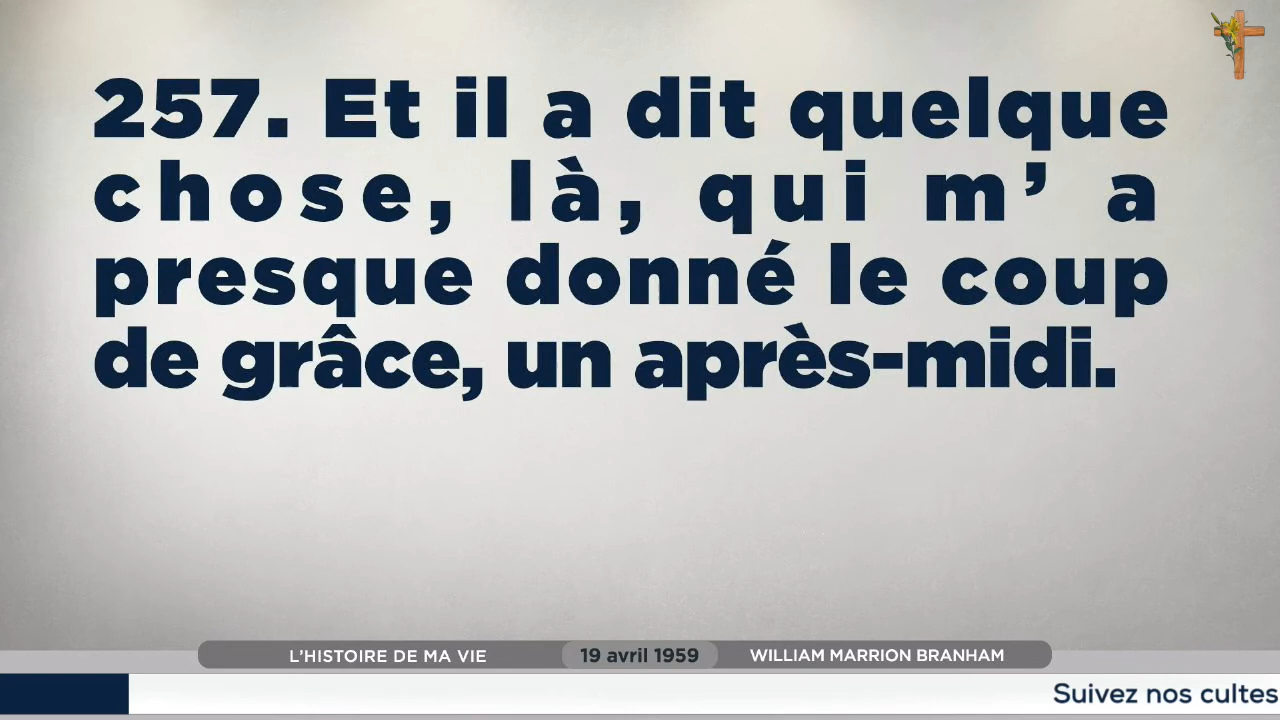 257. Et il a dit quelque
chose, là, qui m’ a
presque donné le coup
de grâce, un après-midi.
L’HISTOIRE DE MA VIE 19 avril 1959 WILLIAM MARRION BRANHAM
Suivez nos cultes